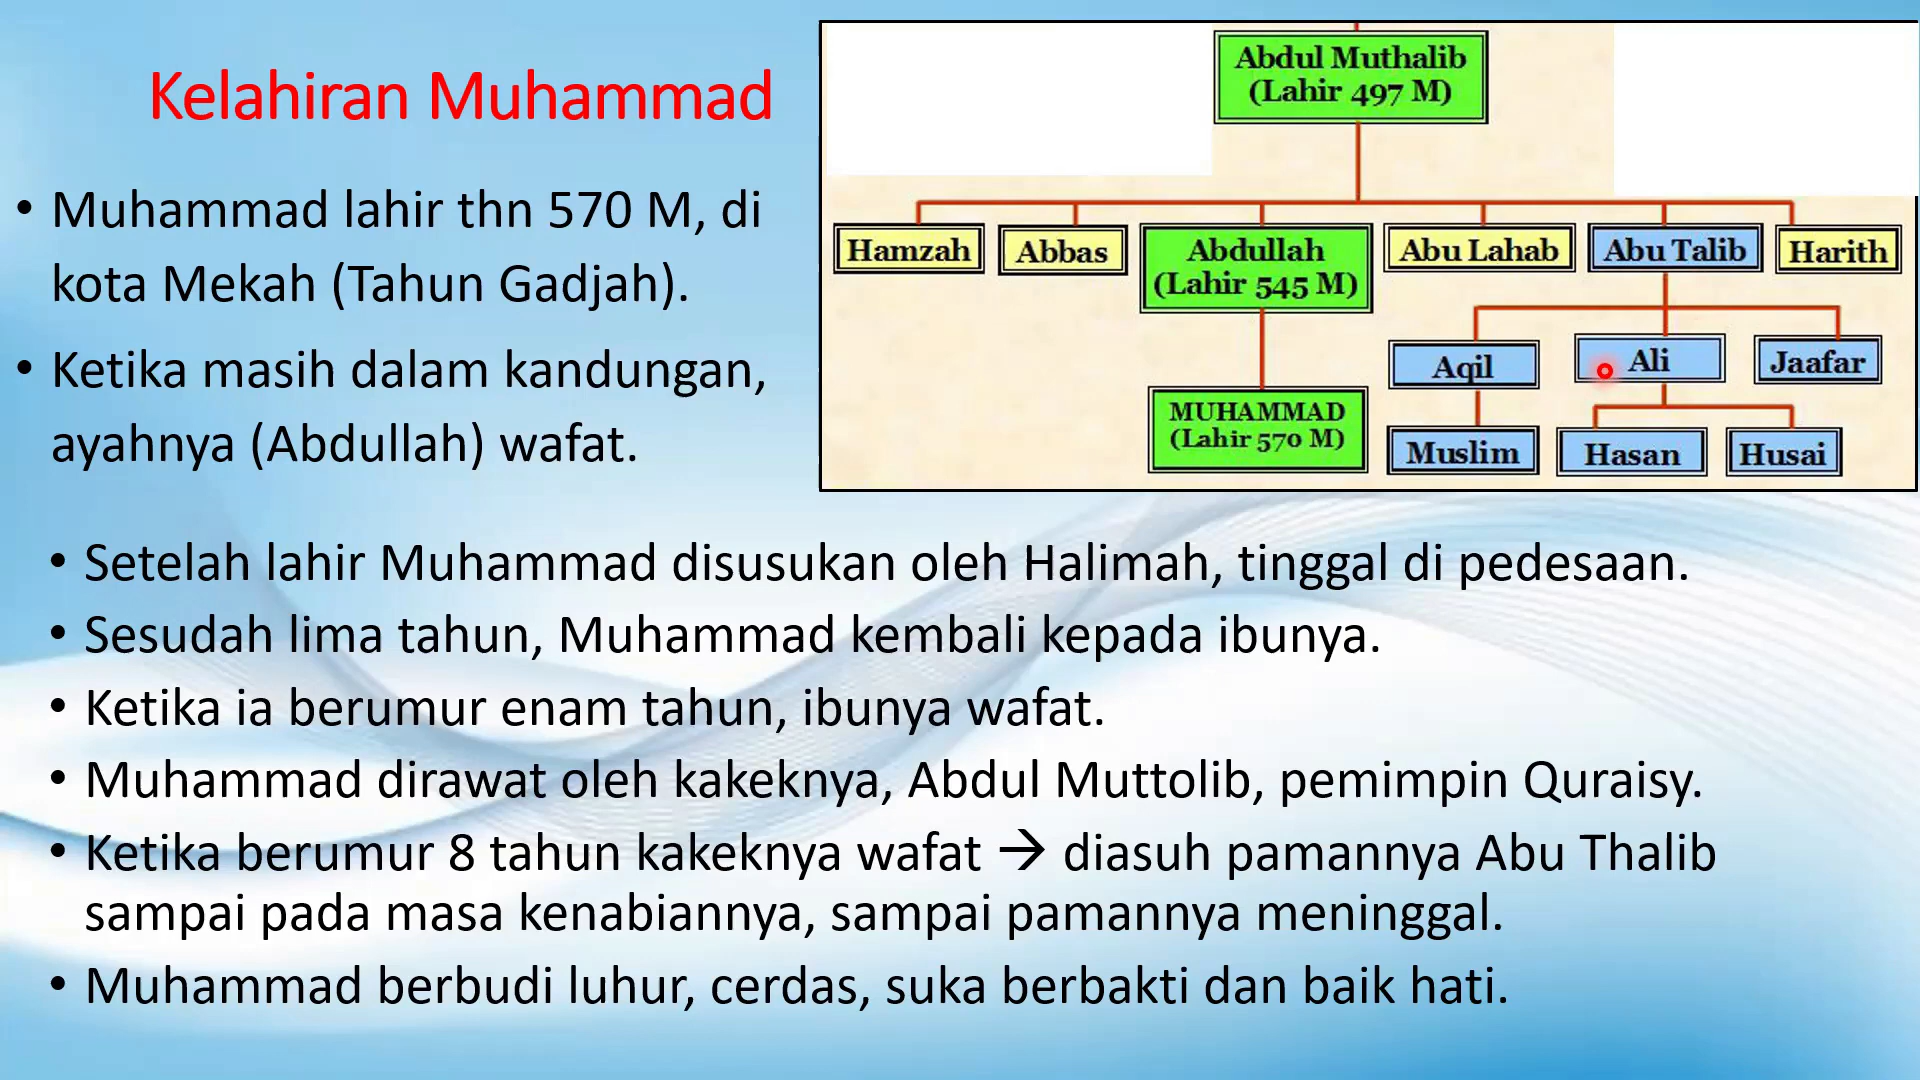 Kelahiran Muhammad
• Muhammad lahir thn 570 M, di
kota Mekah (Tahun Gadjah).
• Ketika masih dalam kandungan,
ayahnya (Abdullah) wafat.
Abdul Muthalib
(Lahir 497 M)
Hamzah
Abbas
Abdullah
(Lahir 545 M)
Abu Lahab
Abu Talib
Harith
MUHAMMAD
(Lahir 570 M)
Aqil
Ali
Jaafar
Muslim
Hasan
Husai
• Setelah lahir Muhammad disusukan oleh Halimah, tinggal di pedesaan.
• Sesudah lima tahun, Muhammad kembali kepada ibunya.
• Ketika ia berumur enam tahun, ibunya wafat.
• Muhammad dirawat oleh kakeknya, Abdul Muttolib, pemimpin Quraisy.
• Ketika berumur 8 tahun kakeknya wafat → diasuh pamannya Abu Thalib
sampai pada masa kenabiannya, sampai pamannya meninggal.
• Muhammad berbudi luhur, cerdas, suka berbakti dan baik hati.